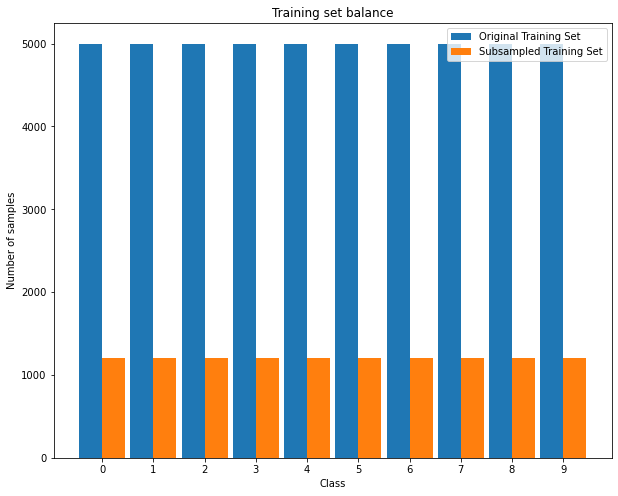 Training set balance
Original Training Set
Subsampled Training Set
5000
4000
3000
2000
1000
0
Number of samples
0 1 2 3 4 5 6 7 8 9
Class